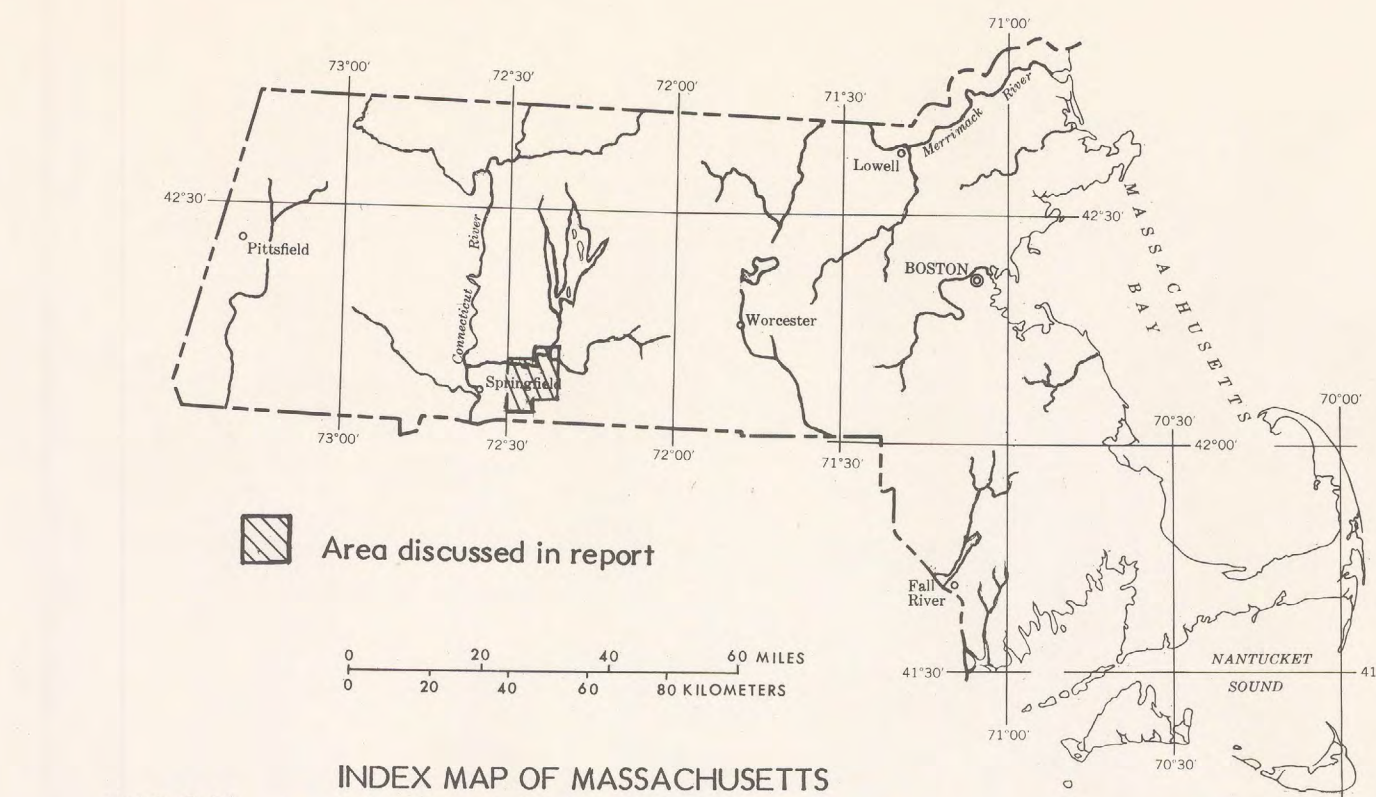 71°00'
73°00'
72°30'
72°00'
71°30'
Merrimack River
Lowell
42°30'
42°30'
MASSACHUSETTS
BAY
Pittsfield
Connecticut River
BOSTON
Worcester
Springfield
70°00'
70°30'
42°00'
73°00'
72°30'
72°00'
71°30'
Area discussed in report
Fall
River
0 20 40 60 MILES
0 20 40 60 80 KILOMETERS
NANTUCKET
SOUND
41°30'
41
71°00'
70°30'
INDEX MAP OF MASSACHUSETTS